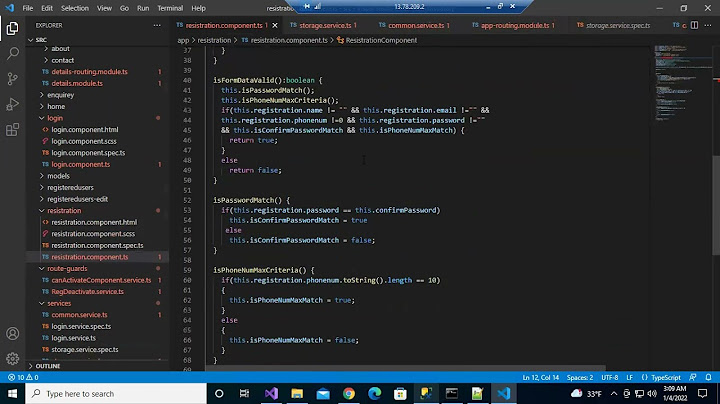 File Edit Selection View Go Run Terminal Help
resistration
13.78.209.2
EXPLORER
SRC
about
contact
details-routing.module.ts 1
details.module.ts 1
enquirey
home
login
login.component.html
login.component.scss
login.component.spec.ts
login.component.ts 1
models
registeredusers
registeredusers-edit
resistration
resistration.component.html
resistration.component.scss
resistration.component.spec.ts
resistration.component.ts 1
route-guards
canActivateComponent.service.ts 1
RegDeactivate.service.ts 1
services
common.service.ts 1
login.service.spec.ts
login.service.ts 1
storage.service.spec.ts
OUTLINE
resistration.component.ts 1 storage.service.ts 1 common.service.ts 1 app-routing.module.ts 1 storage.service.spec.ts
app > resistration > resistration.component.ts > ResistrationComponent
37 }
38 }
39
40 isFormDataValid():boolean {
41 this.isPasswordMatch();
42 this.isPhoneNumMaxCriteria();
43 if(this.registration.name != "" && this.registration.email !="" &&
44 this.registration.phonenum !=0 && this.registration.password !=""
45 && this.isConfirmPasswordMatch && this.isPhoneNumMaxMatch) {
46 return true;
47 }
48 else
49 return false;
50 }
51
52 isPasswordMatch() {
53 if(this.registration.password == this.confirmPassword)
54 this.isConfirmPasswordMatch = true
55 else
56 this.isConfirmPasswordMatch = false;
57 }
58
59 isPhoneNumMaxCriteria() {
60 if(this.registration.phonenum.toString().length == 10)
61 {
62 this.isPhoneNumMaxMatch = true;
63 }
64 else
65 {
66 this.isPhoneNumMaxMatch = false;
67 }
68 }
69
10 0 Ln 12, Col 14 Spaces: 2 UTF-8 LF {} TypeScript
Type here to search
33°F
3:09 AM
1/4/2022